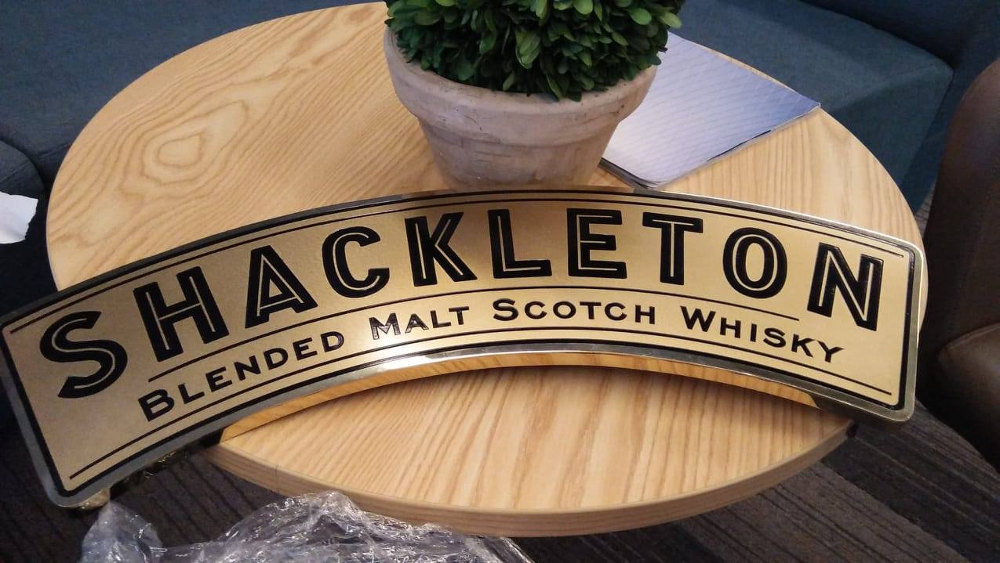 SHACKLETON
BLENDED MALT SCOTCH WHISKY